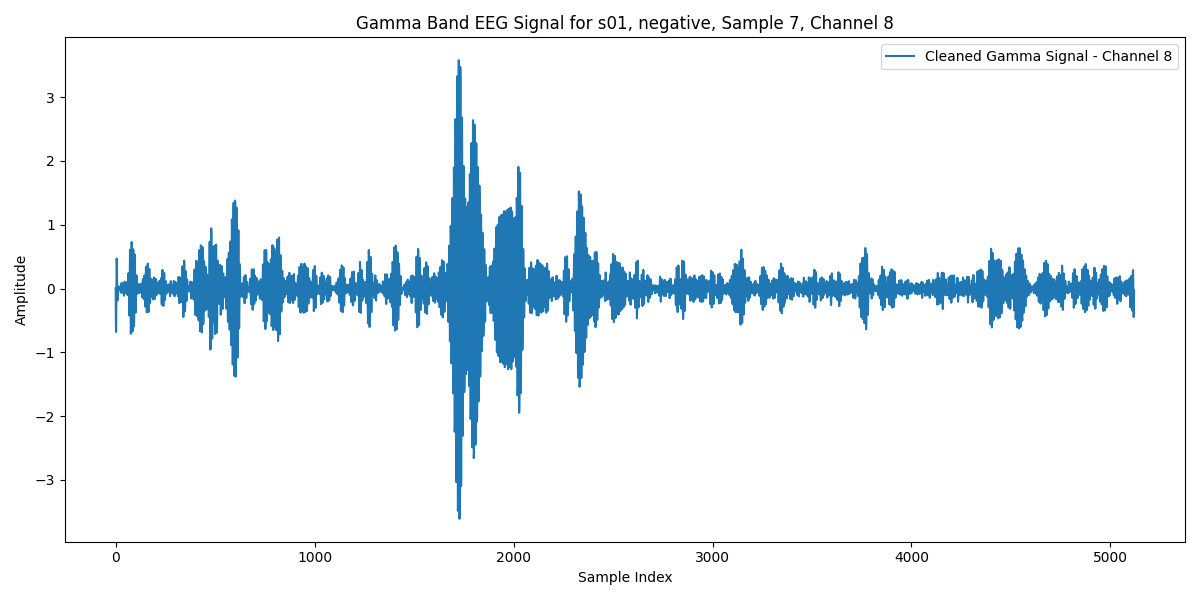 Gamma Band EEG Signal for s01, negative, Sample 7, Channel 8
Cleaned Gamma Signal - Channel 8
Amplitude
3
2
1
0
−1
−2
−3
0 1000 2000 3000 4000 5000
Sample Index